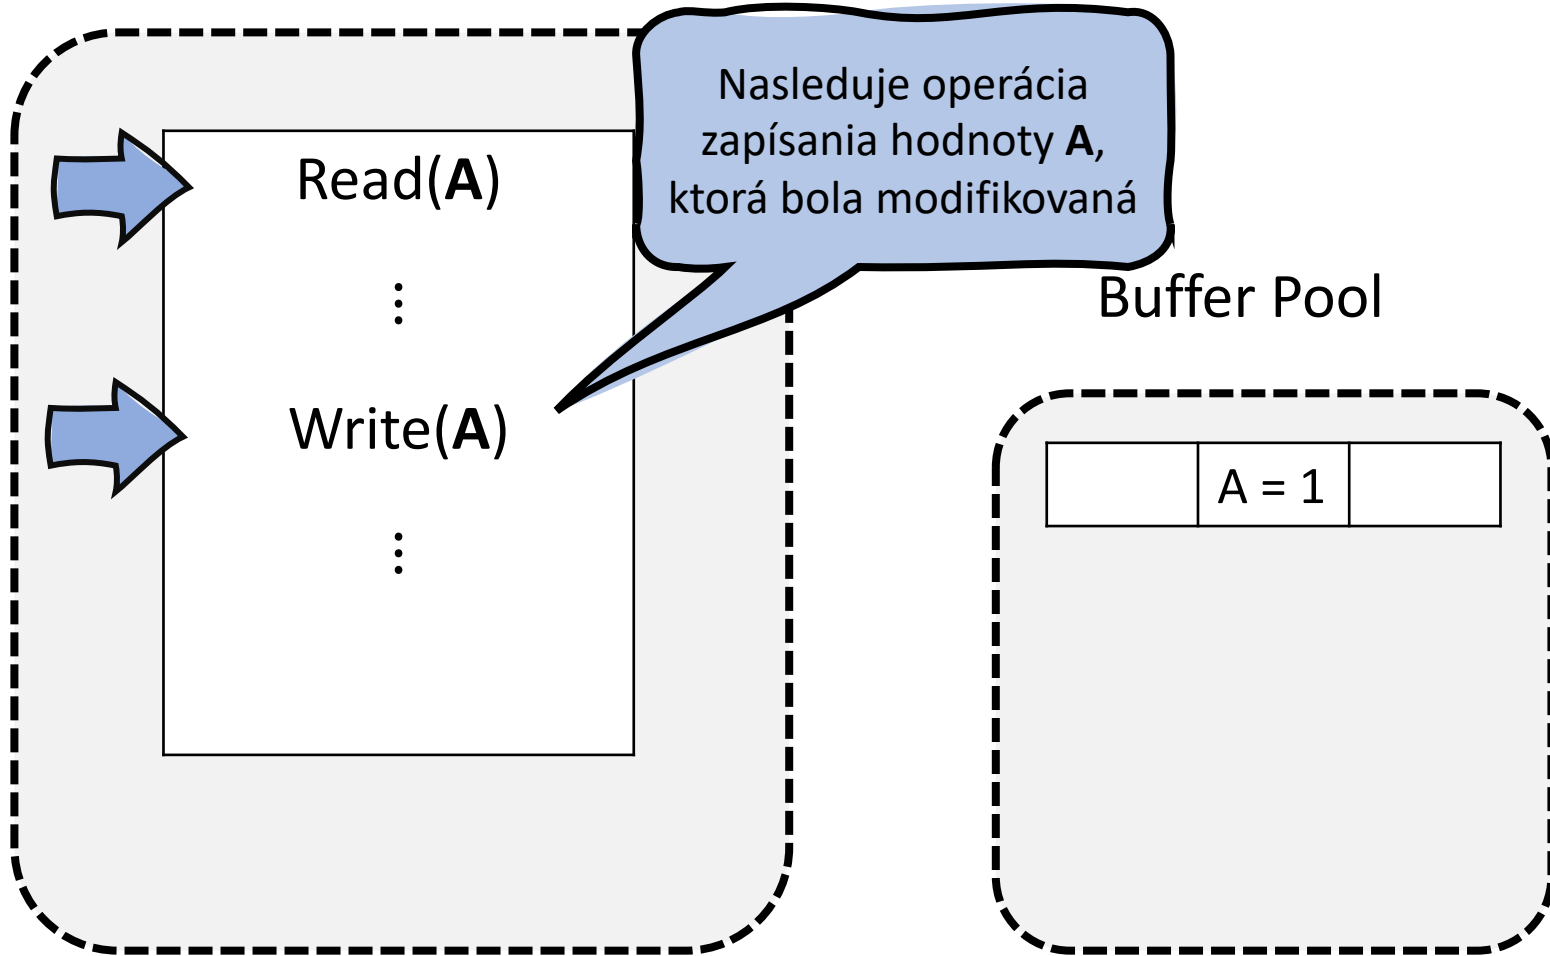 Nasleduje operácia
zapísania hodnoty A,
ktorá bola modifikovaná
Read(A)
⋮
Write(A)
⋮
Buffer Pool
A = 1